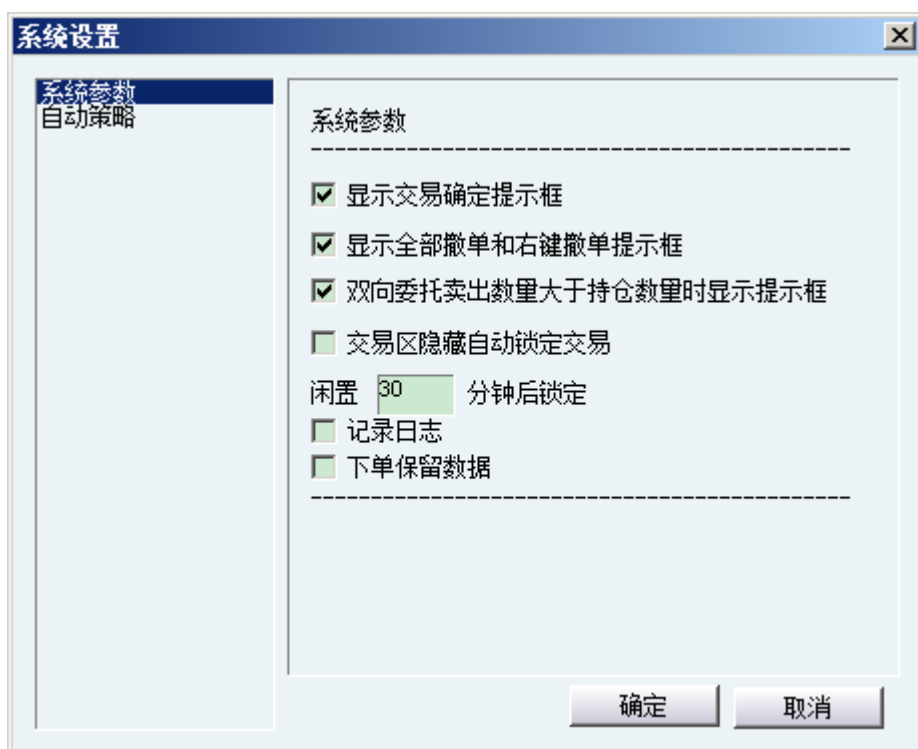 系统设置
系统参数
自动策略
系统参数
---------------------------------------------
显示交易确定提示框
显示全部撤单和右键撤单提示框
双向委托卖出数量大于持仓数量时显示提示框
交易区隐藏自动锁定交易
闲置 30 分钟后锁定
记录日志
下单保留数据
---------------------------------------------
确定 取消